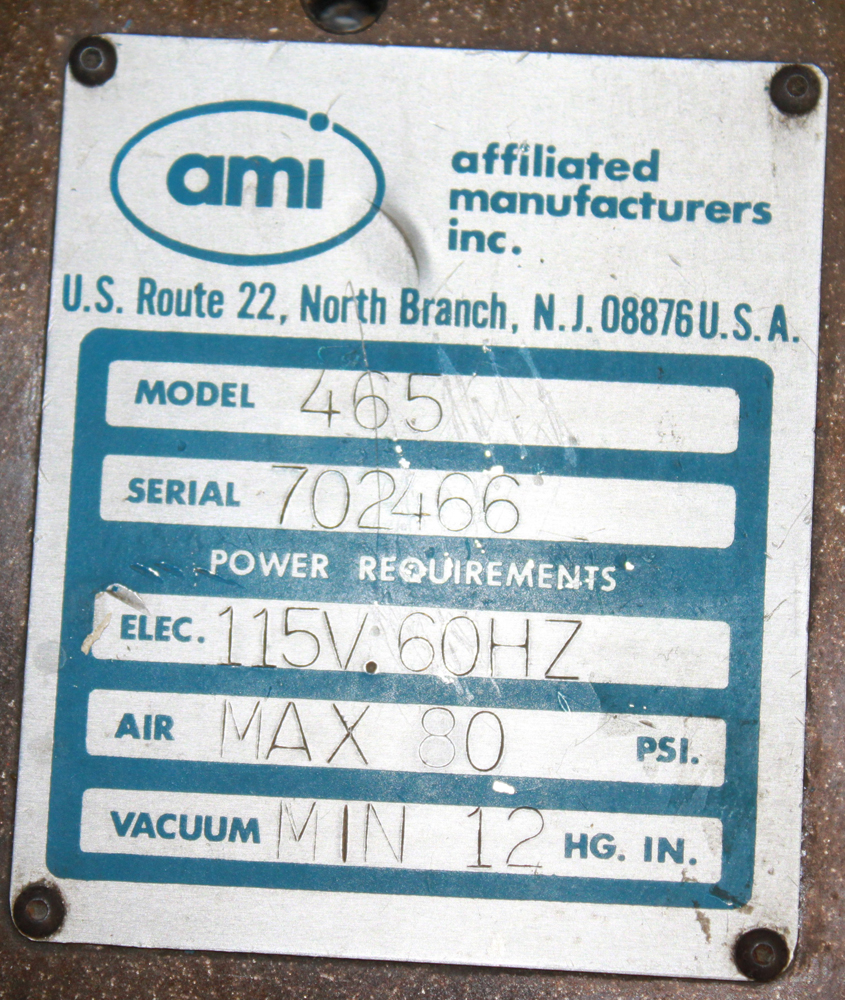 ami
affiliated
manufacturers
inc.
U.S. Route 22, North Branch, N.J. 08876 U.S.A.
MODEL 465
SERIAL 702466
POWER REQUIREMENTS
ELEC. 115V. 60HZ
AIR MAX 80 PSI.
VACUUM MIN 12 HG. IN.